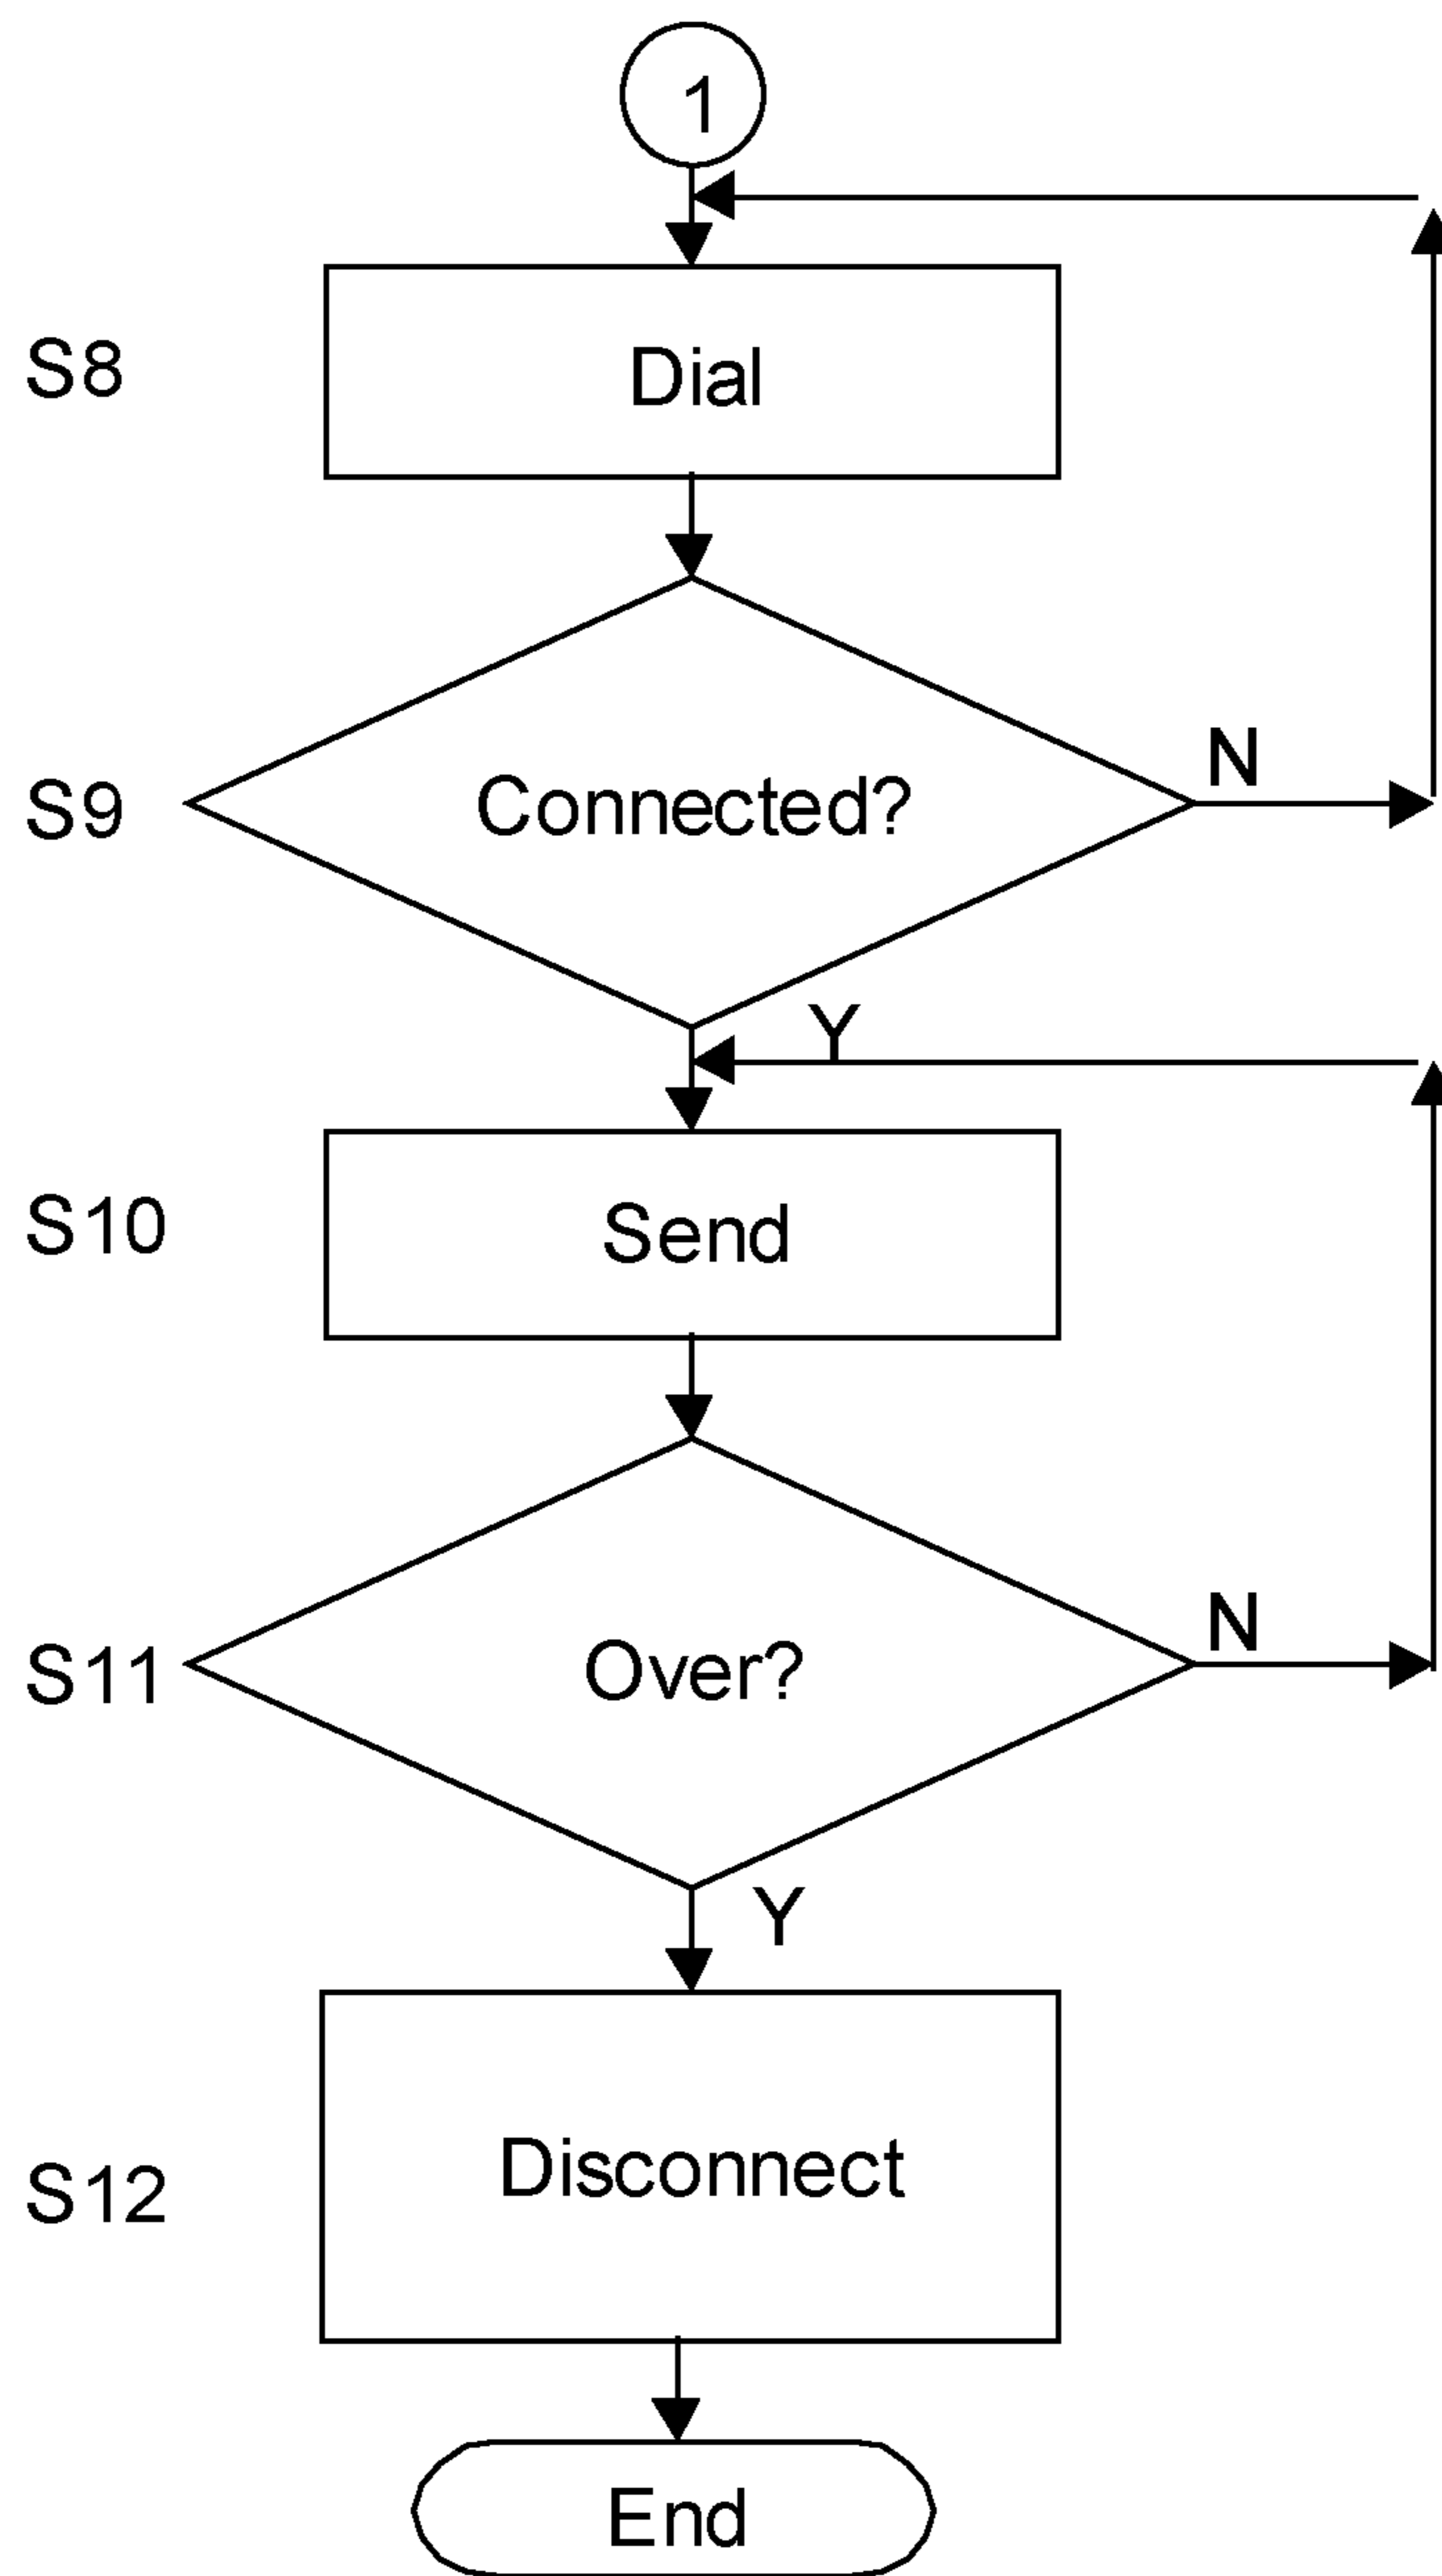 1
S8
Dial
S9
Connected?
N
Y
S10
Send
S11
Over?
N
Y
S12
Disconnect
End